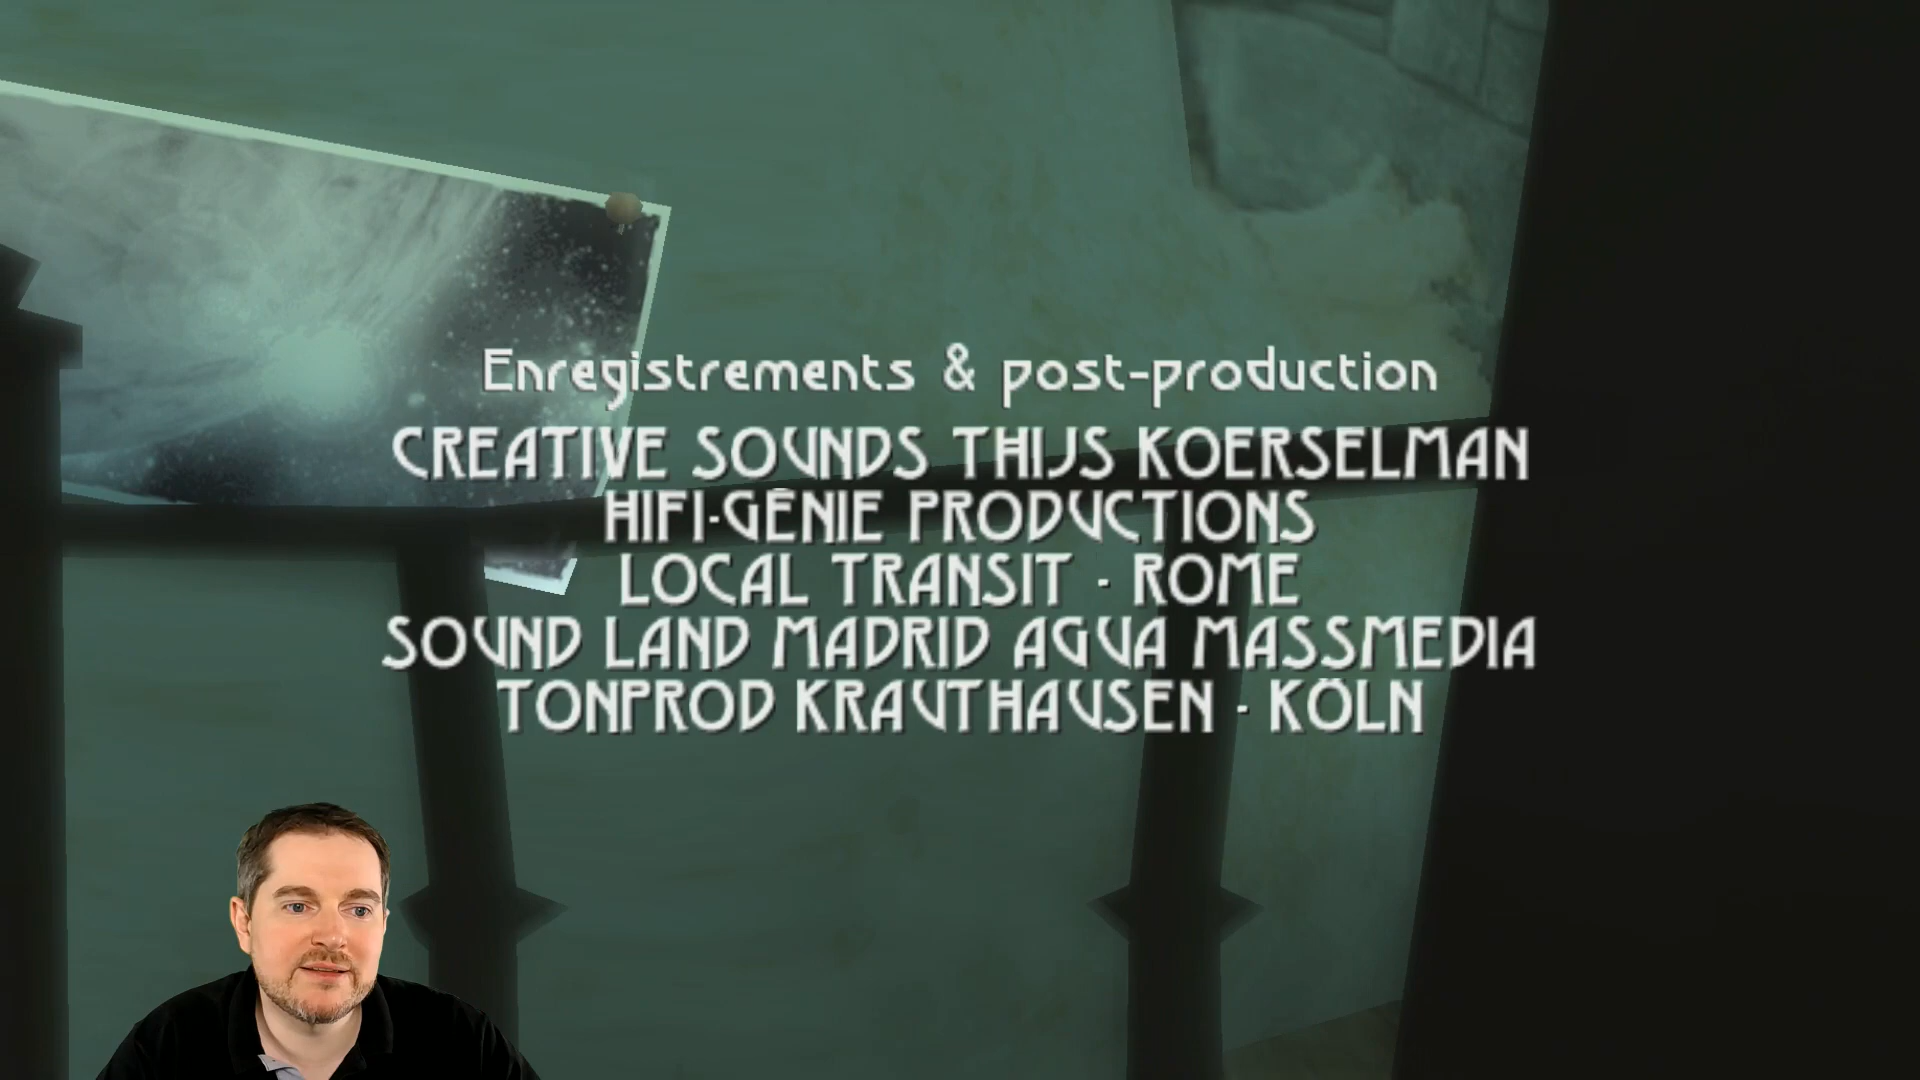 Enregistrements & post-production
CREATIVE SOUNDS THIJS KOERSELMAN
HIFI-GÉNIE PRODUCTIONS
LOCAL TRANSIT - ROME
SOUND LAND MADRID AGUA MASSMEDIA
TONPROD KRAUTHAUSEN - KÖLN